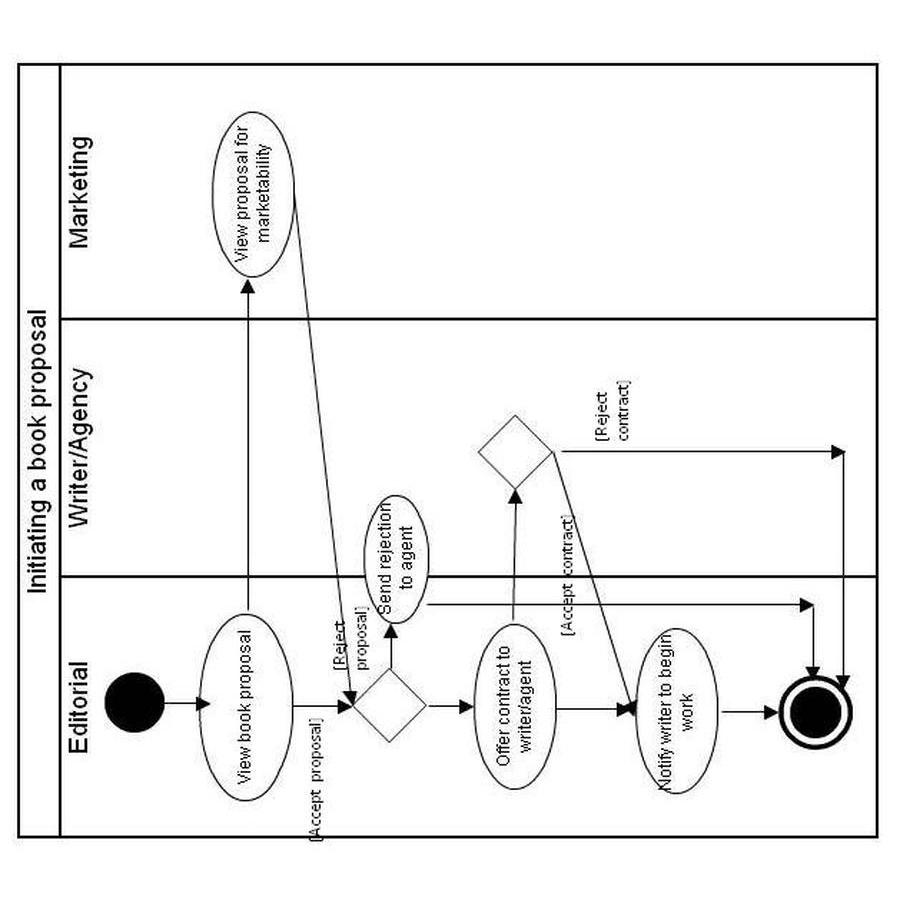 Initiating a book proposal
Editorial
Writer/Agency
Marketing
View book proposal
View proposal for
marketability
[Accept proposal]
[Reject
proposal]
Send rejection
to agent
Offer contract to
writer/agent
[Accept contract]
[Reject
contract]
Notify writer to begin
work